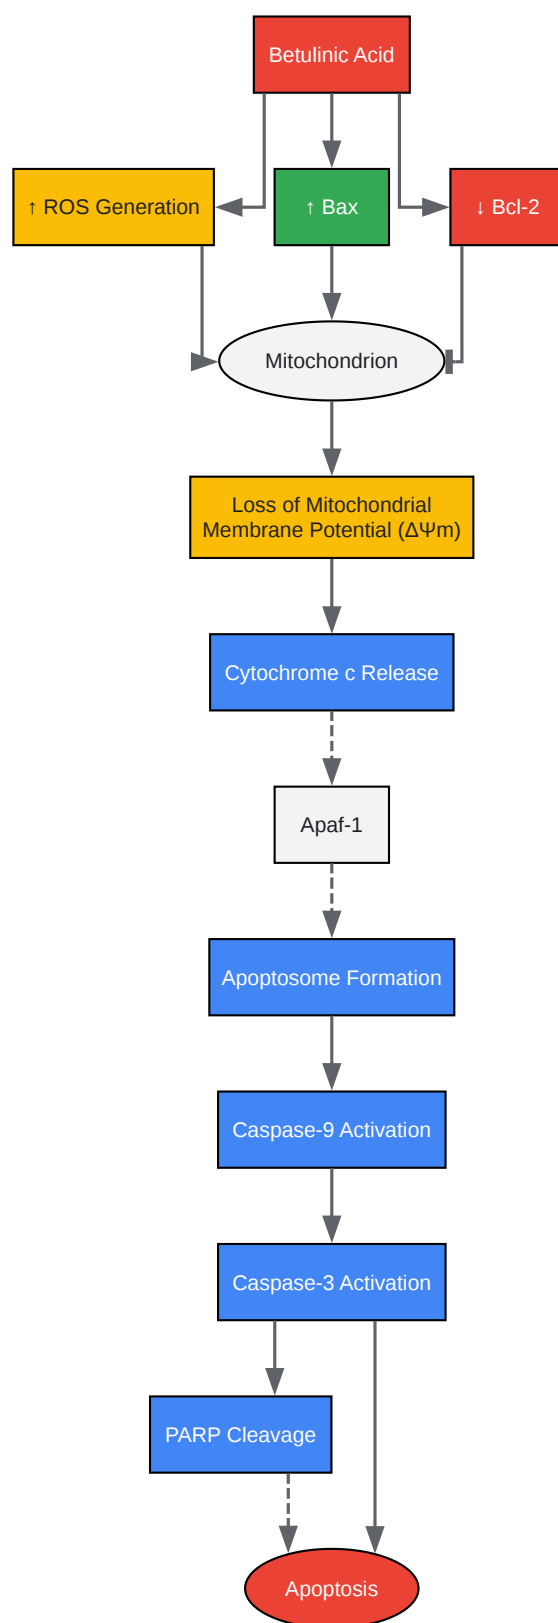 Betulinic Acid
↑ ROS Generation
↑ Bax
↓ Bcl-2
Mitochondrion
Loss of Mitochondrial
Membrane Potential (ΔΨm)
Cytochrome c Release
Apaf-1
Apoptosome Formation
Caspase-9 Activation
Caspase-3 Activation
PARP Cleavage
Apoptosis